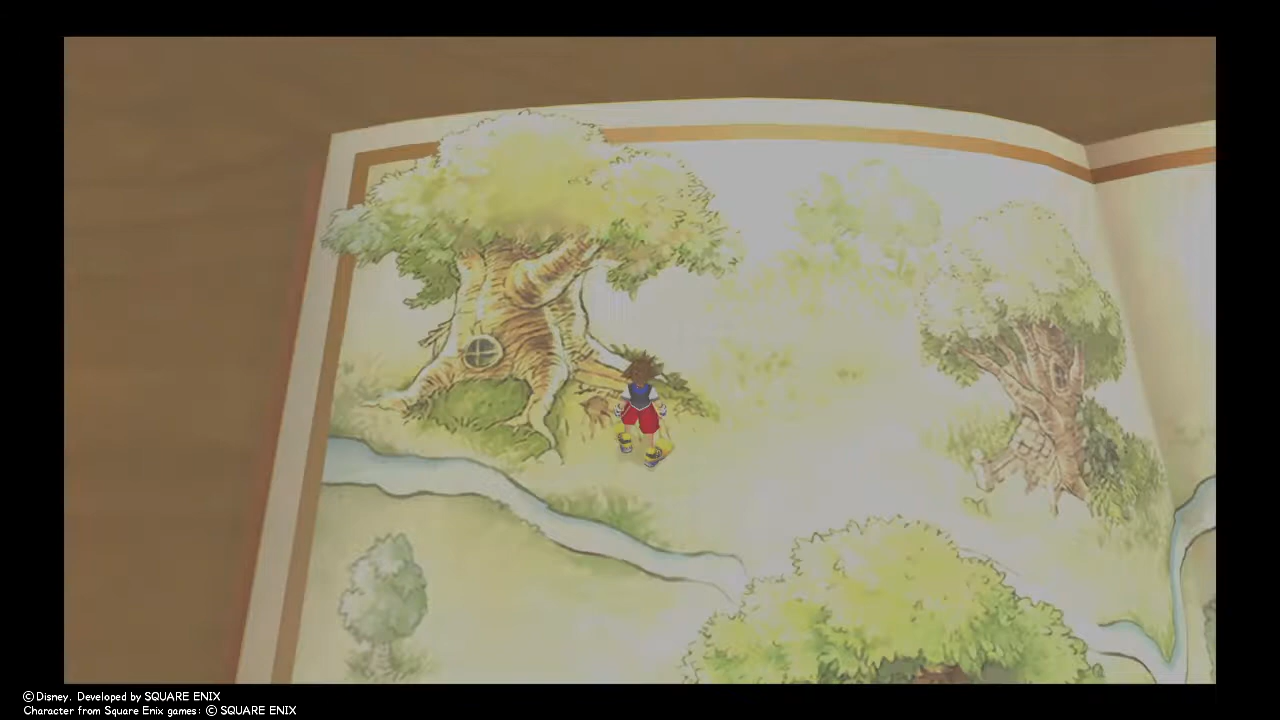 ©Disney. Developed by SQUARE ENIX
Character from Square Enix games: © SQUARE ENIX